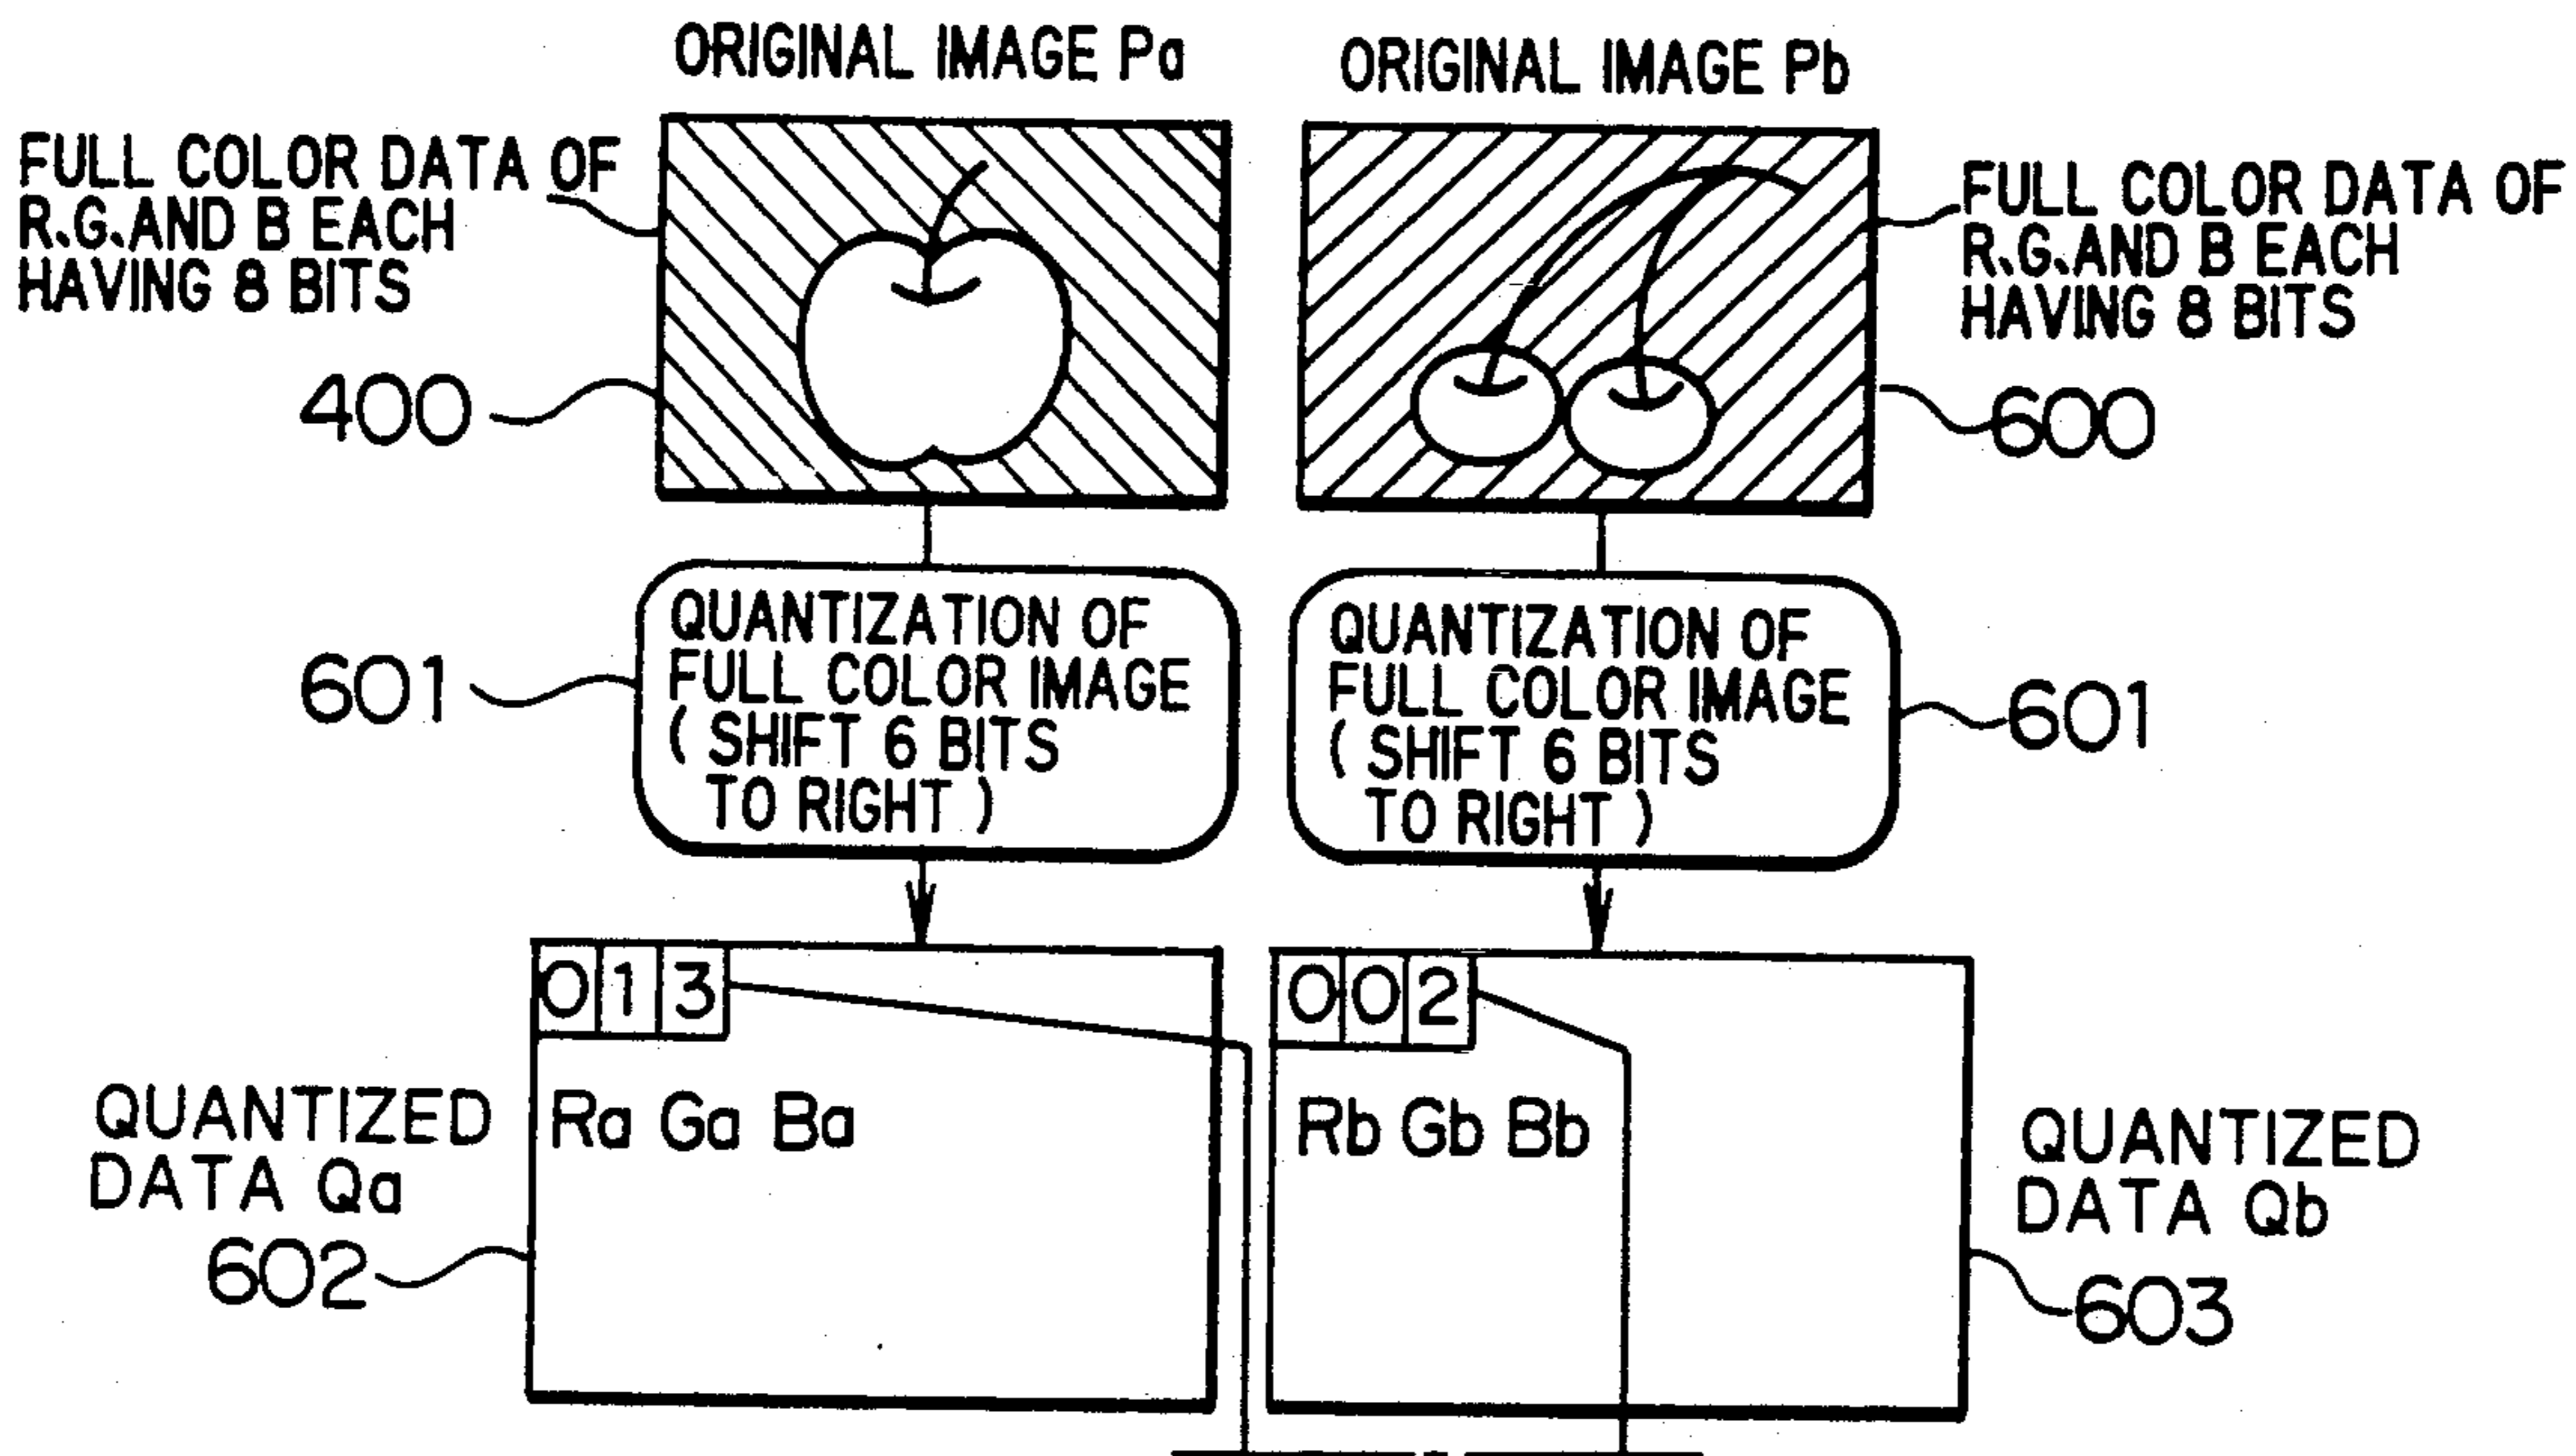 ORIGINAL IMAGE Pa
ORIGINAL IMAGE Pb
FULL COLOR DATA OF
R、G、AND B EACH
HAVING 8 BITS
400
FULL COLOR DATA OF
R、G、AND B EACH
HAVING 8 BITS
600
QUANTIZATION OF
FULL COLOR IMAGE
( SHIFT 6 BITS
TO RIGHT )
601
QUANTIZATION OF
FULL COLOR IMAGE
( SHIFT 6 BITS
TO RIGHT )
601
0 1 3
Ra Ga Ba
QUANTIZED
DATA Qa
602
0 0 2
Rb Gb Bb
QUANTIZED
DATA Qb
603